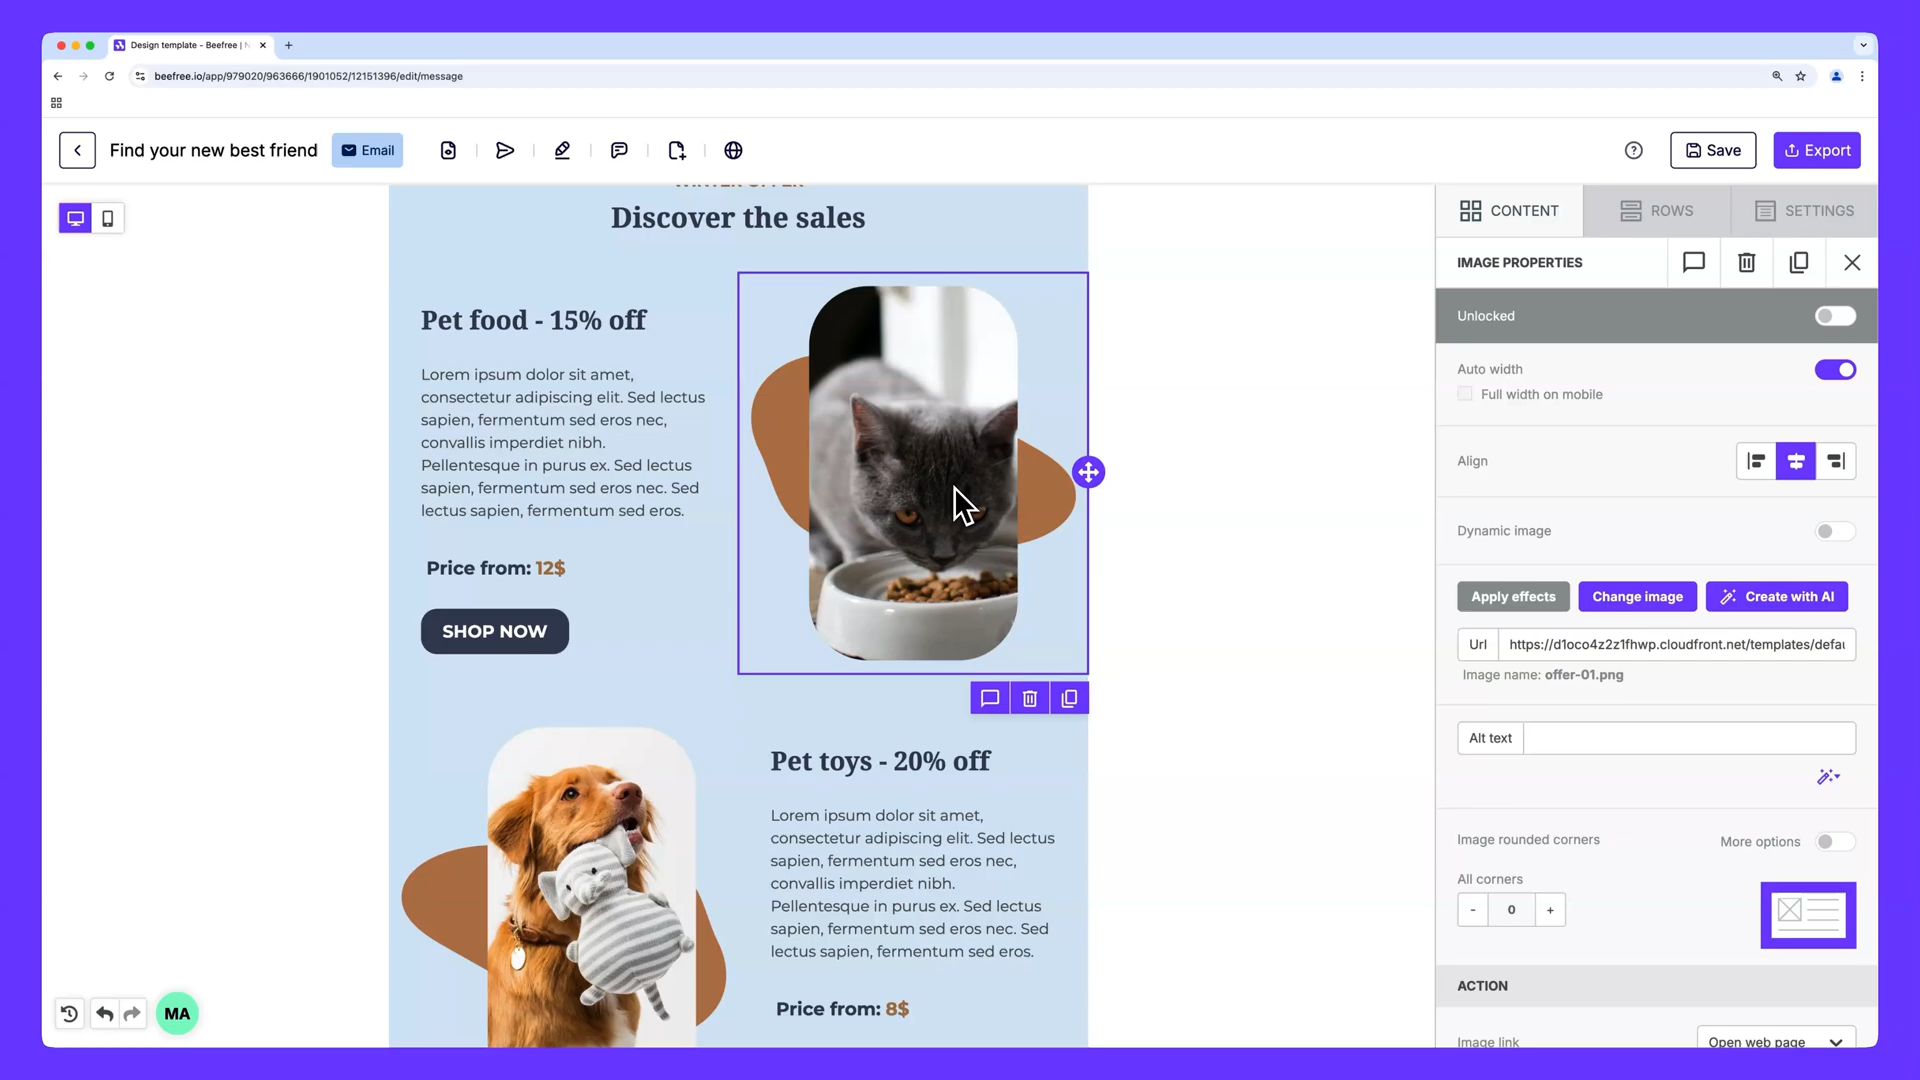 Design template - Beefree |
beefree.io/app/979020/963666/1901052/12151396/edit/message
Find your new best friend
Email
Save
Export
WINTER OFFER
Discover the sales
Pet food - 15% off
Lorem ipsum dolor sit amet,
consectetur adipiscing elit. Sed lectus
sapien, fermentum sed eros nec,
convallis imperdiet nibh.
Pellentesque in purus ex. Sed lectus
sapien, fermentum sed eros nec. Sed
lectus sapien, fermentum sed eros.
Price from: 12$
SHOP NOW
Pet toys - 20% off
Lorem ipsum dolor sit amet,
consectetur adipiscing elit. Sed lectus
sapien, fermentum sed eros nec,
convallis imperdiet nibh.
Pellentesque in purus ex. Sed lectus
sapien, fermentum sed eros nec. Sed
lectus sapien, fermentum sed eros.
Price from: 8$
MA
CONTENT
ROWS
SETTINGS
IMAGE PROPERTIES
Unlocked
Auto width
Full width on mobile
Align
Dynamic image
Apply effects
Change image
Create with AI
Url
https://d1oco4z2z1fhwp.cloudfront.net/templates/defau
Image name: offer-01.png
Alt text
Image rounded corners
More options
All corners
- 0 +
ACTION
Image link
Open web page